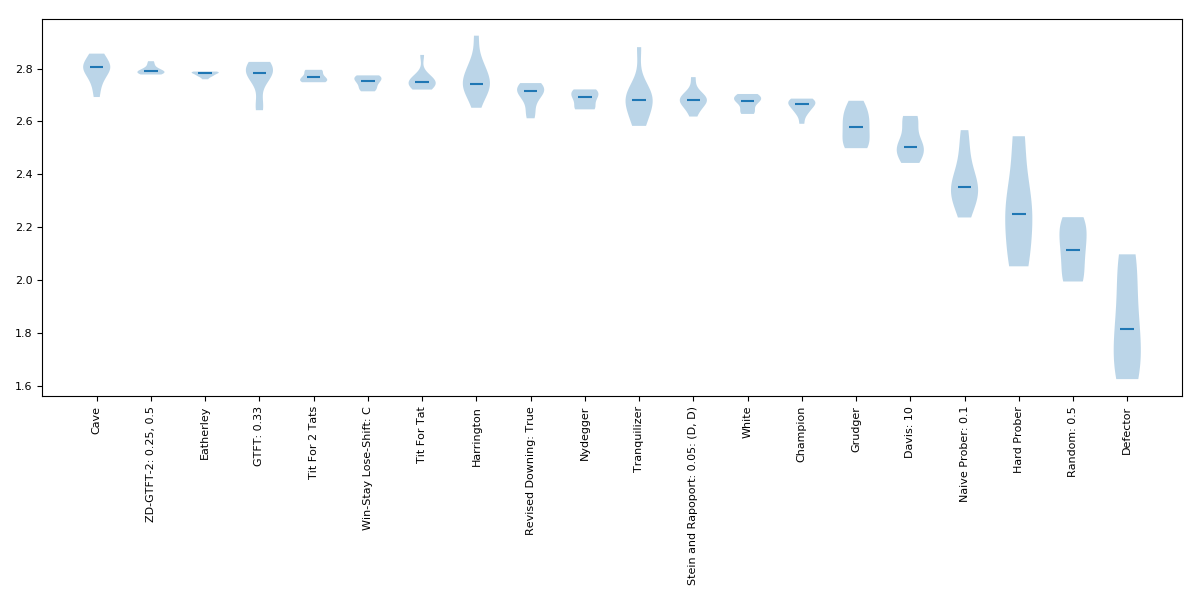 2.8
2.6
2.4
2.2
2.0
1.8
1.6
Cave
ZD-GTFT-2: 0.25, 0.5
Eatherley
GTFT: 0.33
Tit For 2 Tats
Win-Stay Lose-Shift: C
Tit For Tat
Harrington
Revised Downing: True
Nydegger
Tranquilizer
Stein and Rapoport: 0.05: (D, D)
White
Champion
Grudger
Davis: 10
Naive Prober: 0.1
Hard Prober
Random: 0.5
Defector